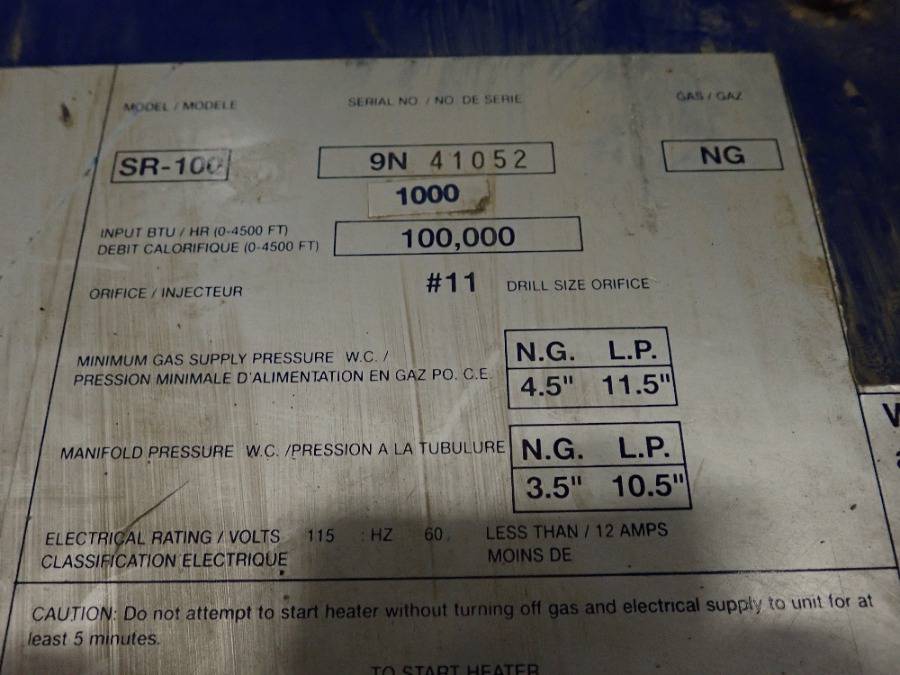 MODEL / MODELE
SERIAL NO. / NO. DE SERIE
GAS / GAZ
SR-100
9N 41052
NG
1000
INPUT BTU / HR (0-4500 FT)
DEBIT CALORIFIQUE (0-4500 FT)
100,000
ORIFICE / INJECTEUR
#11 DRILL SIZE ORIFICE
MINIMUM GAS SUPPLY PRESSURE W.C. /
PRESSION MINIMALE D'ALIMENTATION EN GAZ PO. C.E.
N.G. L.P.
4.5" 11.5"
MANIFOLD PRESSURE W.C. /PRESSION A LA TUBULURE
N.G. L.P.
3.5" 10.5"
ELECTRICAL RATING / VOLTS 115 : HZ 60. LESS THAN / 12 AMPS
CLASSIFICATION ELECTRIQUE MOINS DE
CAUTION: Do not attempt to start heater without turning off gas and electrical supply to unit for at
least 5 minutes.
TO START HEATER